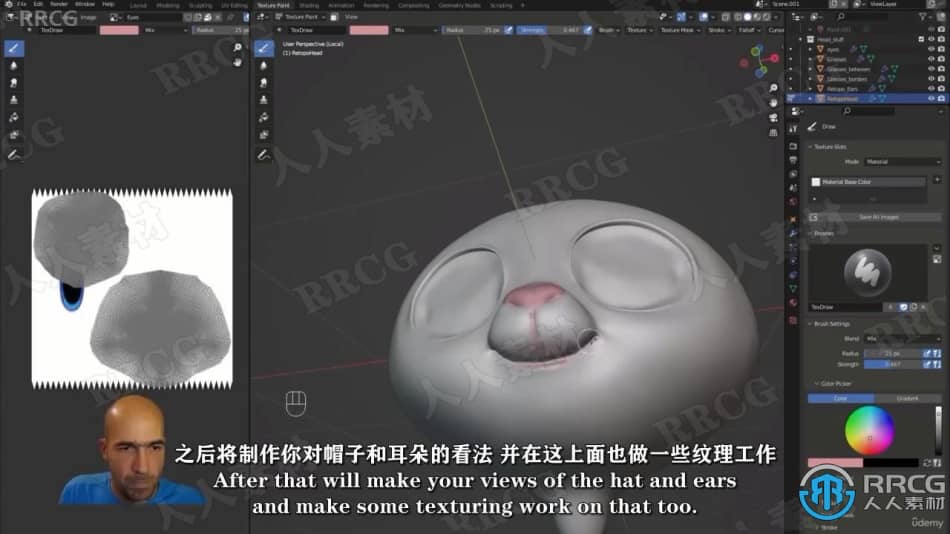 File Edit Render Window Help
Layout Modeling Sculpting UV Editing Texture Paint Shading Animation Rendering Compositing Geometry Nodes Scripting
Scene.001
ViewLayer
RRCG
Image
Eyes
Texture Paint
View
TexDraw
Mix
Radius 25
TexDraw
Mix
Radius 25 px
Strength 0.467
Brush
Texture
Texture Mask
Stroke
Falloff
User Perspective (Local)
(1) RetopoHead
Head_stuff
eyes
Glasses_borders
Retopo_Ears
RetopoHead
Draw
Texture Slots
Mode Material
Material Base Color
Save All Images
Brushes
TexDraw
Brush Settings
Blend Mix
Radius 25 px
Strength 0.467
Color Picker
Color Gradient
Stroke
RRCG
人人素材
之后将制作你对帽子和耳朵的看法 并在这上面也做一些纹理工作
After that will make your views of the hat and ears
and make some texturing work on that too.
RRCG
人人素材
ûdemy